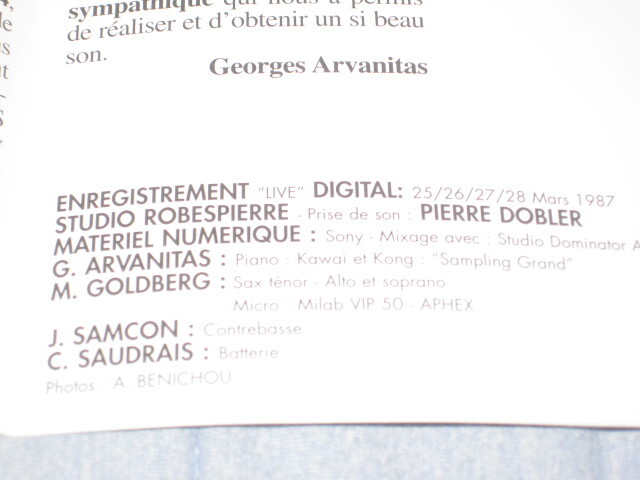 sympathique qui nous a permis
de réaliser et d'obtenir un si beau
son.
Georges Arvanitas
ENREGISTREMENT "LIVE" DIGITAL: 25/26/27/28 Mars 1987
STUDIO ROBESPIERRE - Prise de son : PIERRE DOBLER
MATERIEL NUMERIQUE : Sony - Mixage avec : Studio Dominator A
G. ARVANITAS : Piano : Kawaï et Kong : "Sampling Grand"
M. GOLDBERG : Sax ténor - Alto et soprano
Micro : Milab VIP 50 - APHEX
J. SAMCON : Contrebasse
C. SAUDRAIS : Batterie
Photos : A. BENICHOU